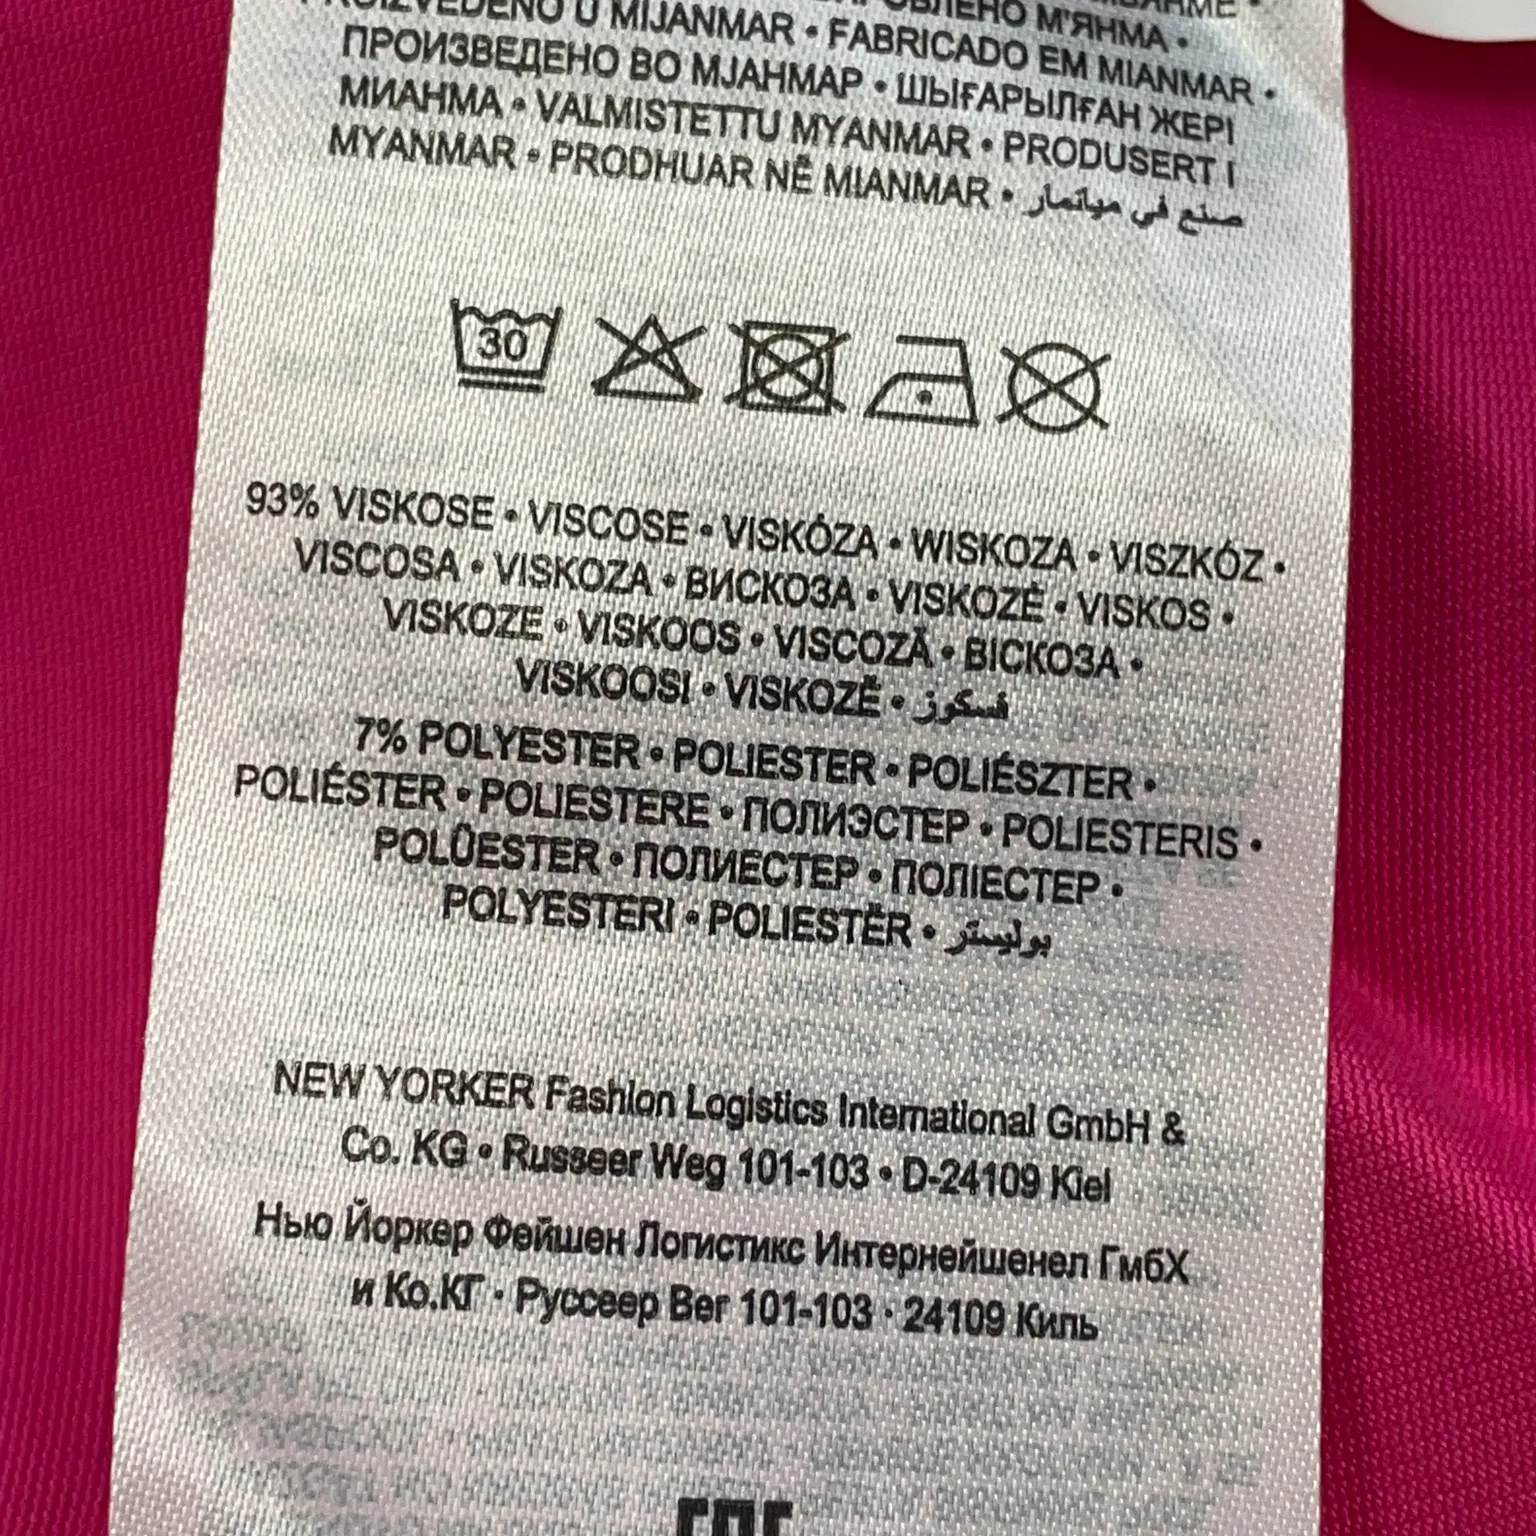 PROIZVEDENO U MIJANMAR • FABRICADO EM MIANMAR •
М'ЯНМА •
ПРОИЗВЕДЕНО ВО МЈАНМАР • ШЫҒАРЫЛҒАН ЖЕРІ
МИАНМА • VALMISTETTU MYANMAR • PRODUSERT I
MYANMAR • PRODHUAR NË MIANMAR • صنع في ميانمار
30
93% VISKOSE • VISCOSE • VISKÓZA • WISKOZA • VISZKÓZ •
VISCOSA • VISKOZA • ВИСКОЗА • VISKOZĖ • VISKOS •
VISKOZE • VISKOOS • VISCOZĂ • ВІСКОЗА •
VISKOOSI • VISKOZË • فسكوز
7% POLYESTER • POLIESTER • POLIÉSZTER •
POLIÉSTER • POLIESTERE • ПОЛИЭСТЕР • POLIESTERIS •
POLÜESTER • ПОЛИЕСТЕР • ПОЛІЕСТЕР •
POLYESTERI • POLIESTËR • بوليستر
NEW YORKER Fashion Logistics International GmbH &
Co. KG • Russeer Weg 101-103 • D-24109 Kiel
Нью Йоркер Фейшен Логистикс Интернейшенел ГмбХ
и Ко.КГ · Руссеер Вег 101-103 · 24109 Киль